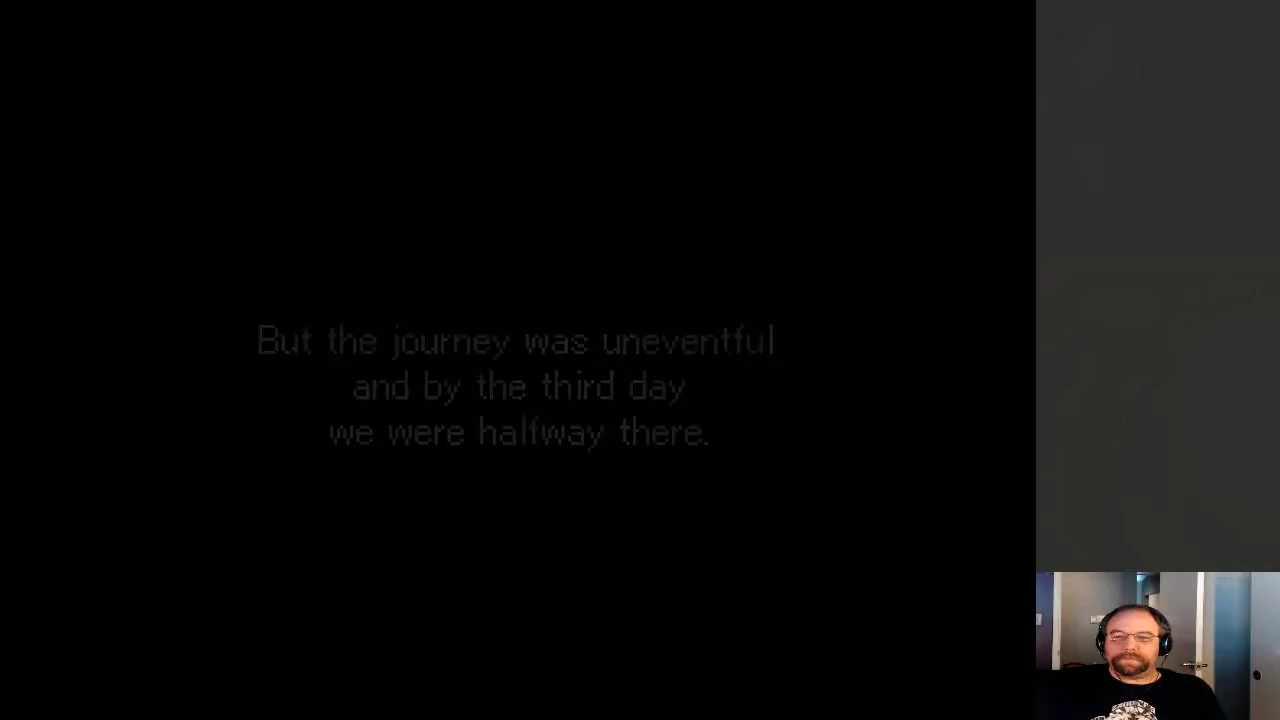 But the journey was uneventful
and by the third day
we were halfway there.